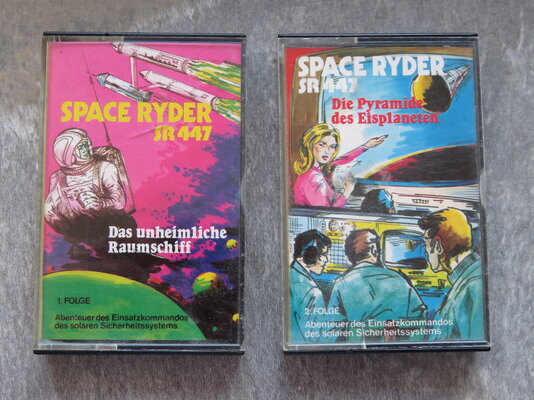 SPACE RYDER
SR 447
Das unheimliche
Raumschiff
1. FOLGE
Abenteuer des Einsatzkommandos
des solaren Sicherheitssystems
SPACE RYDER
SR 447
Die Pyramide
des Eisplaneten
2. FOLGE
Abenteuer des Einsatzkommandos
des solaren Sicherheitssystems